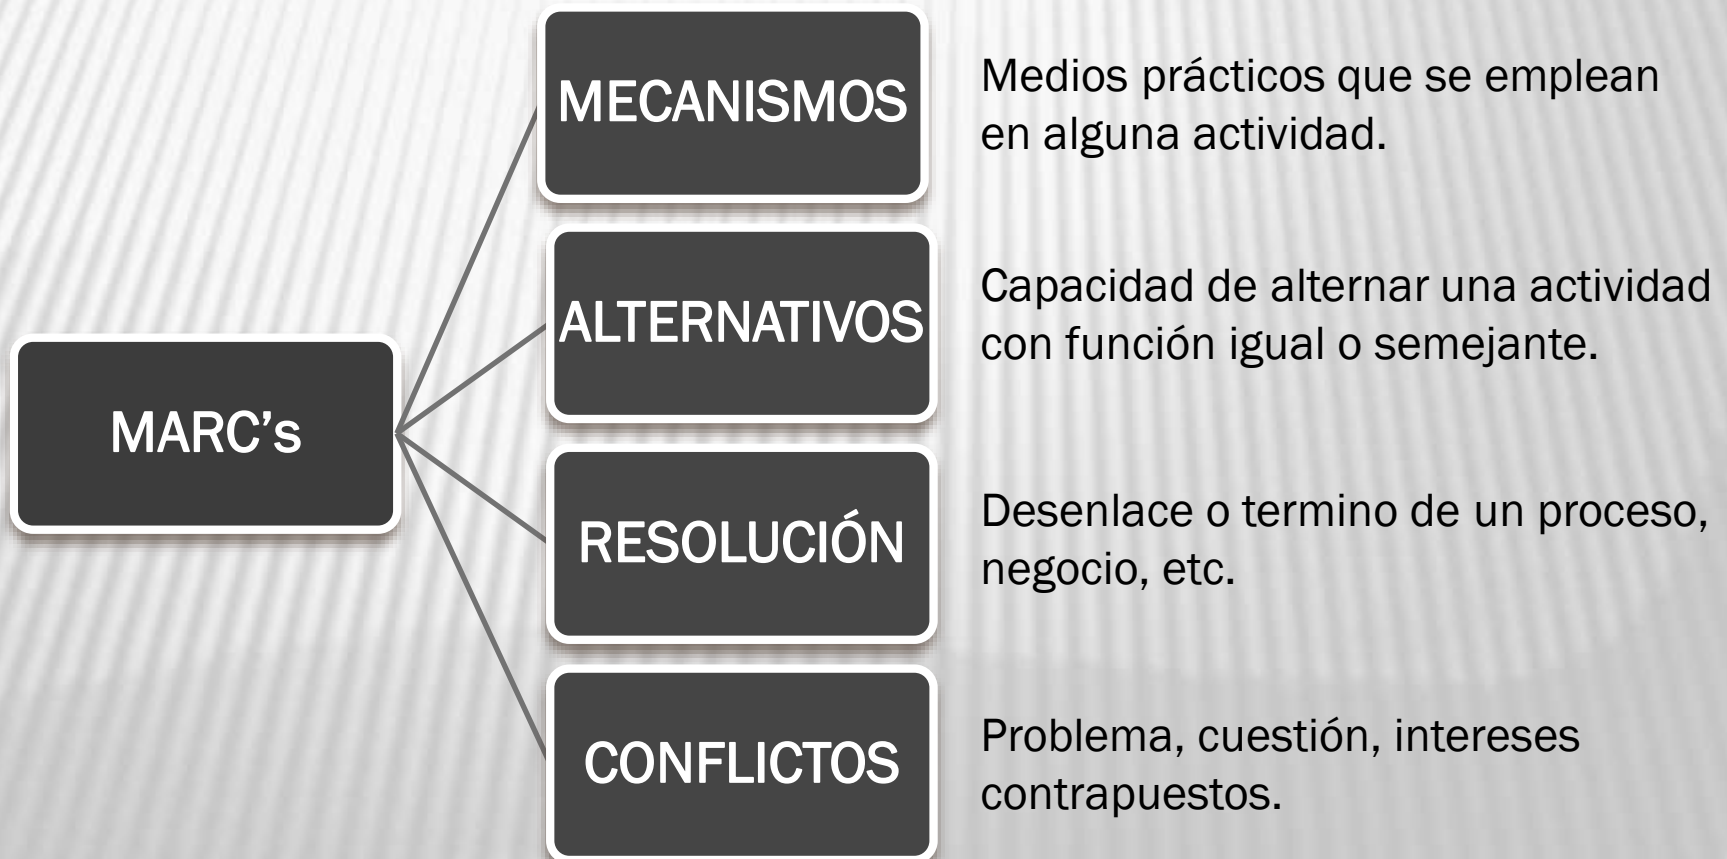 MARC's
MECANISMOS
Medios prácticos que se emplean
en alguna actividad.
ALTERNATIVOS
Capacidad de alternar una actividad
con función igual o semejante.
RESOLUCIÓN
Desenlace o termino de un proceso,
negocio, etc.
CONFLICTOS
Problema, cuestión, intereses
contrapuestos.